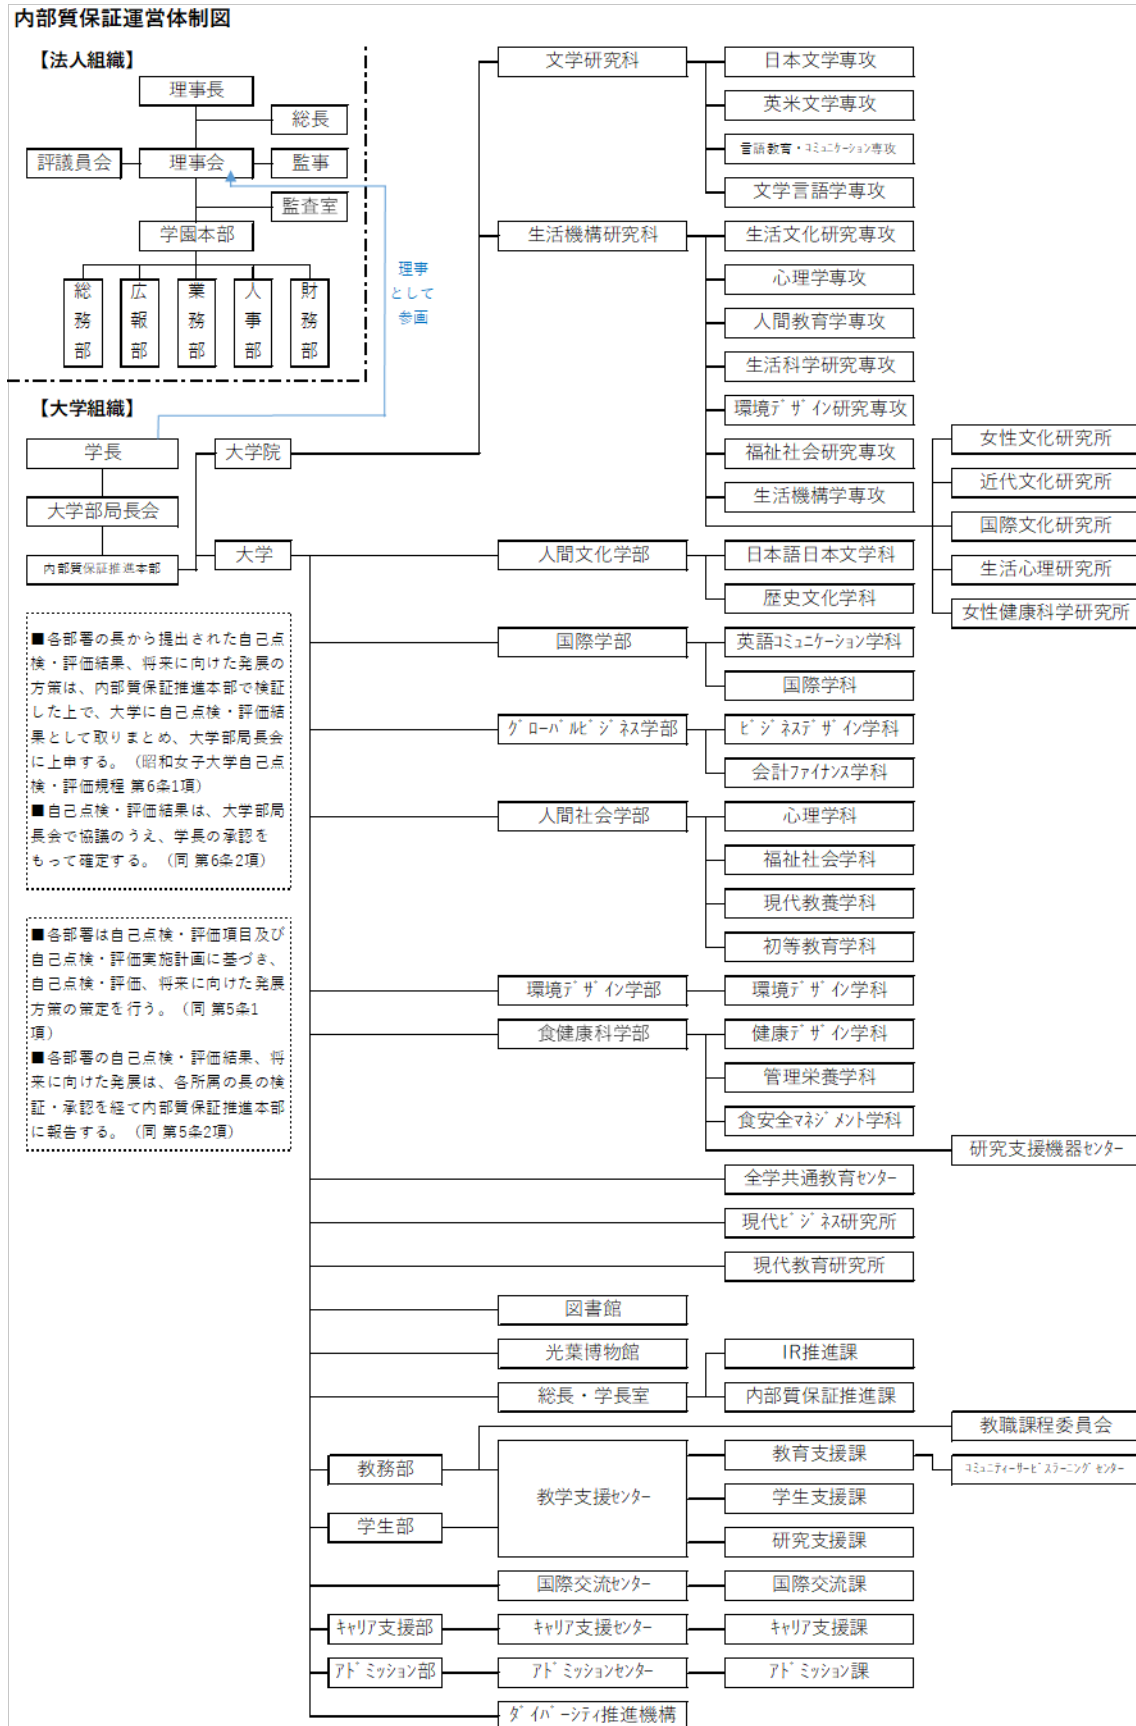 内部質保証運営体制図
【法人組織】
理事長
総長
評議員会
理事会
監事
監査室
学園本部
総務部
広報部
業務部
人事部
財務部
理事
として
参画
【大学組織】
学長
大学部局長会
内部質保証推進本部
大学院
大学
■各部署の長から提出された自己点
検・評価結果、将来に向けた発展の
方策は、内部質保証推進本部で検証
した上で、大学に自己点検・評価結
果として取りまとめ、大学部局長会
に上申する。（昭和女子大学自己点
検・評価規程 第6条1項）
■自己点検・評価結果は、大学部局
長会で協議のうえ、学長の承認を
もって確定する。（同 第6条2項）
■各部署は自己点検・評価項目及び
自己点検・評価実施計画に基づき、
自己点検・評価、将来に向けた発展
方策の策定を行う。（同 第5条1
項）
■各部署の自己点検・評価結果、将
来に向けた発展は、各所属の長の検
証・承認を経て内部質保証推進本部
に報告する。（同 第5条2項）
文学研究科
日本文学専攻
英米文学専攻
言語教育・ｺﾐｭﾆｹｰｼｮﾝ専攻
文学言語学専攻
生活機構研究科
生活文化研究専攻
心理学専攻
人間教育学専攻
生活科学研究専攻
環境ﾃﾞｻﾞｲﾝ研究専攻
福祉社会研究専攻
生活機構学専攻
女性文化研究所
近代文化研究所
国際文化研究所
生活心理研究所
女性健康科学研究所
人間文化学部
日本語日本文学科
歴史文化学科
国際学部
英語ｺﾐｭﾆｹｰｼｮﾝ学科
国際学科
ｸﾞﾛｰﾊﾞﾙﾋﾞｼﾞﾈｽ学部
ﾋﾞｼﾞﾈｽﾃﾞｻﾞｲﾝ学科
会計ﾌｧｲﾅﾝｽ学科
人間社会学部
心理学科
福祉社会学科
現代教養学科
初等教育学科
環境ﾃﾞｻﾞｲﾝ学部
環境ﾃﾞｻﾞｲﾝ学科
食健康科学部
健康ﾃﾞｻﾞｲﾝ学科
管理栄養学科
食安全ﾏﾈｼﾞﾒﾝﾄ学科
研究支援機器ｾﾝﾀｰ
全学共通教育ｾﾝﾀｰ
現代ﾋﾞｼﾞﾈｽ研究所
現代教育研究所
図書館
光葉博物館
IR推進課
総長・学長室
内部質保証推進課
教職課程委員会
教務部
教学支援ｾﾝﾀｰ
教育支援課
ｺﾐｭﾆﾃｨｰｻｰﾋﾞｽﾗｰﾆﾝｸﾞｾﾝﾀｰ
学生支援課
学生部
研究支援課
国際交流ｾﾝﾀｰ
国際交流課
ｷｬﾘｱ支援部
ｷｬﾘｱ支援ｾﾝﾀｰ
ｷｬﾘｱ支援課
ｱﾄﾞﾐｯｼｮﾝ部
ｱﾄﾞﾐｯｼｮﾝｾﾝﾀｰ
ｱﾄﾞﾐｯｼｮﾝ課
ﾀﾞｲﾊﾞｰｼﾃｨ推進機構